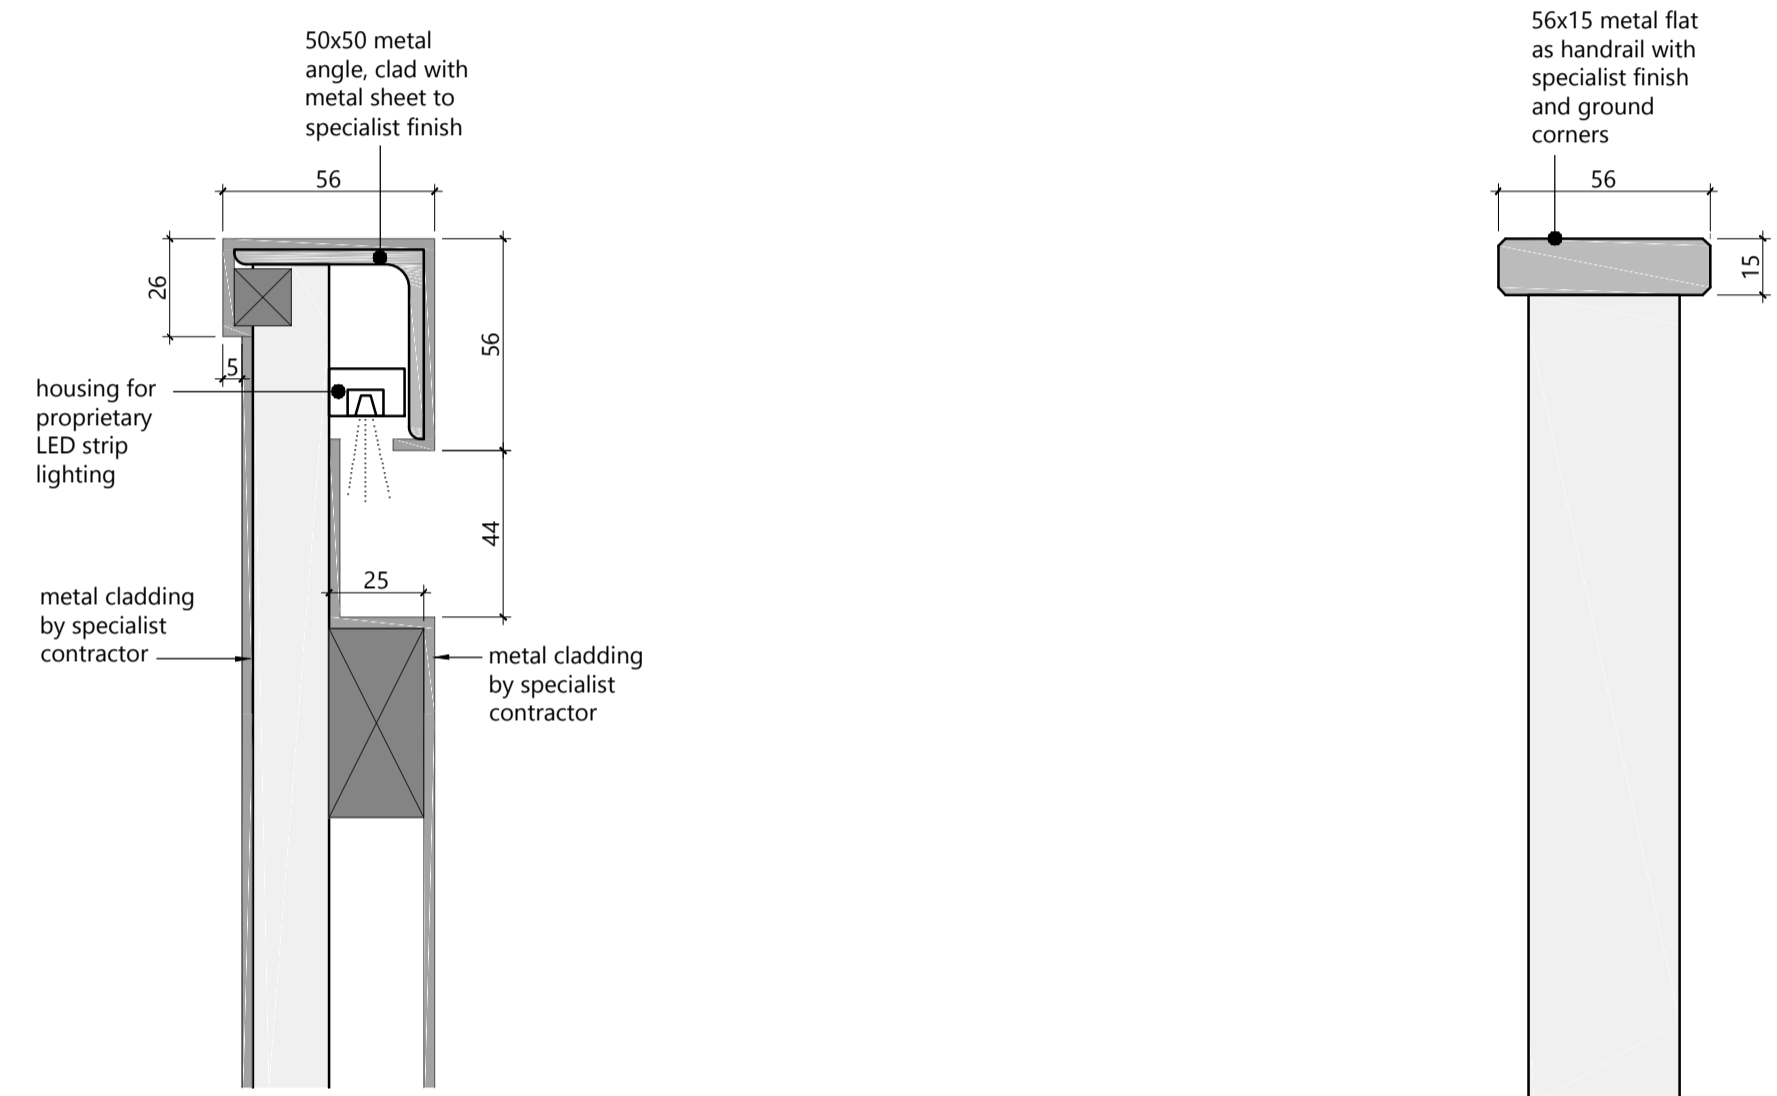 50x50 metal
angle, clad with
metal sheet to
specialist finish
56
26
5
56
44
25
housing for
proprietary
LED strip
lighting
metal cladding
by specialist
contractor
metal cladding
by specialist
contractor
56x15 metal flat
as handrail with
specialist finish
and ground
corners
56
15